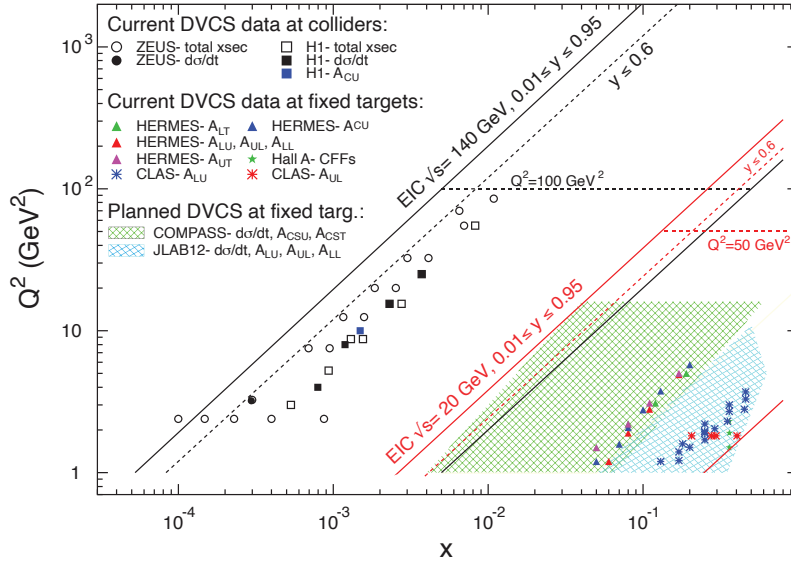 Current DVCS data at colliders:
ZEUS- total xsec H1- total xsec
ZEUS- dσ/dt H1- dσ/dt
H1- A_CU
Current DVCS data at fixed targets:
HERMES- A_LT HERMES- A^CU
HERMES- A_LU, A_UL, A_LL
HERMES- A_UT Hall A- CFFs
CLAS- A_LU CLAS- A_UL
Planned DVCS at fixed targ.:
COMPASS- dσ/dt, A_CSU, A_CST
JLAB12- dσ/dt, A_LU, A_UL, A_LL
EIC √s= 140 GeV, 0.01≤ y ≤ 0.95
y ≤ 0.6
Q²=100 GeV²
y ≤ 0.6
Q²=50 GeV²
EIC √s= 20 GeV, 0.01≤ y ≤ 0.95
Q² (GeV²)
10³
10²
10
1
10⁻⁴ 10⁻³ 10⁻² 10⁻¹ 1
x